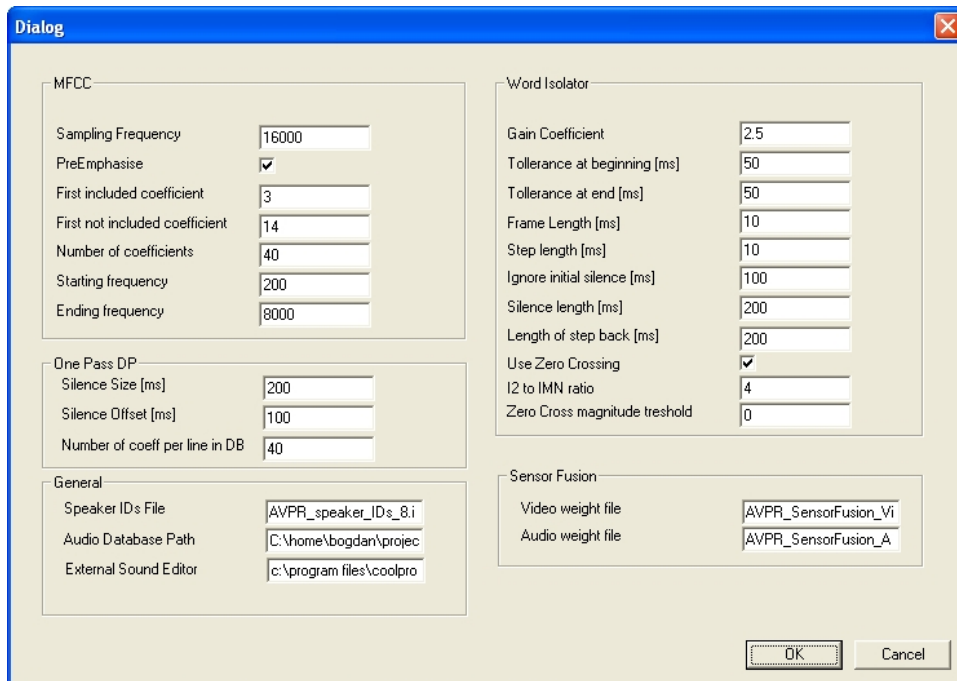 Dialog
MFCC
Sampling Frequency 16000
PreEmphasise
First included coefficient 3
First not included coefficient 14
Number of coefficients 40
Starting frequency 200
Ending frequency 8000
One Pass DP
Silence Size [ms] 200
Silence Offset [ms] 100
Number of coeff per line in DB 40
General
Speaker IDs File AVPR_speaker_IDs_8.i
Audio Database Path C:\home\bogdan\projec
External Sound Editor c:\program files\coolpro
Word Isolator
Gain Coefficient 2.5
Tollerance at beginning [ms] 50
Tollerance at end [ms] 50
Frame Length [ms] 10
Step length [ms] 10
Ignore initial silence [ms] 100
Silence length [ms] 200
Length of step back [ms] 200
Use Zero Crossing
I2 to IMN ratio 4
Zero Cross magnitude treshold 0
Sensor Fusion
Video weight file AVPR_SensorFusion_Vi
Audio weight file AVPR_SensorFusion_A
OK Cancel